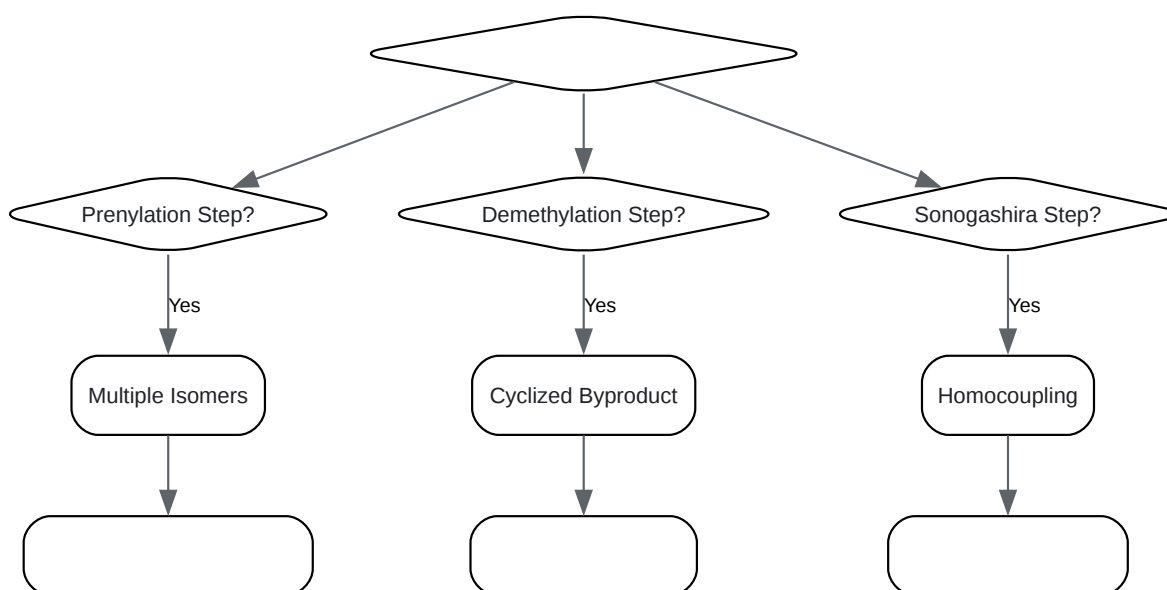 Prenylation Step?
Demethylation Step?
Sonogashira Step?
Yes
Yes
Yes
Multiple Isomers
Cyclized Byproduct
Homocoupling